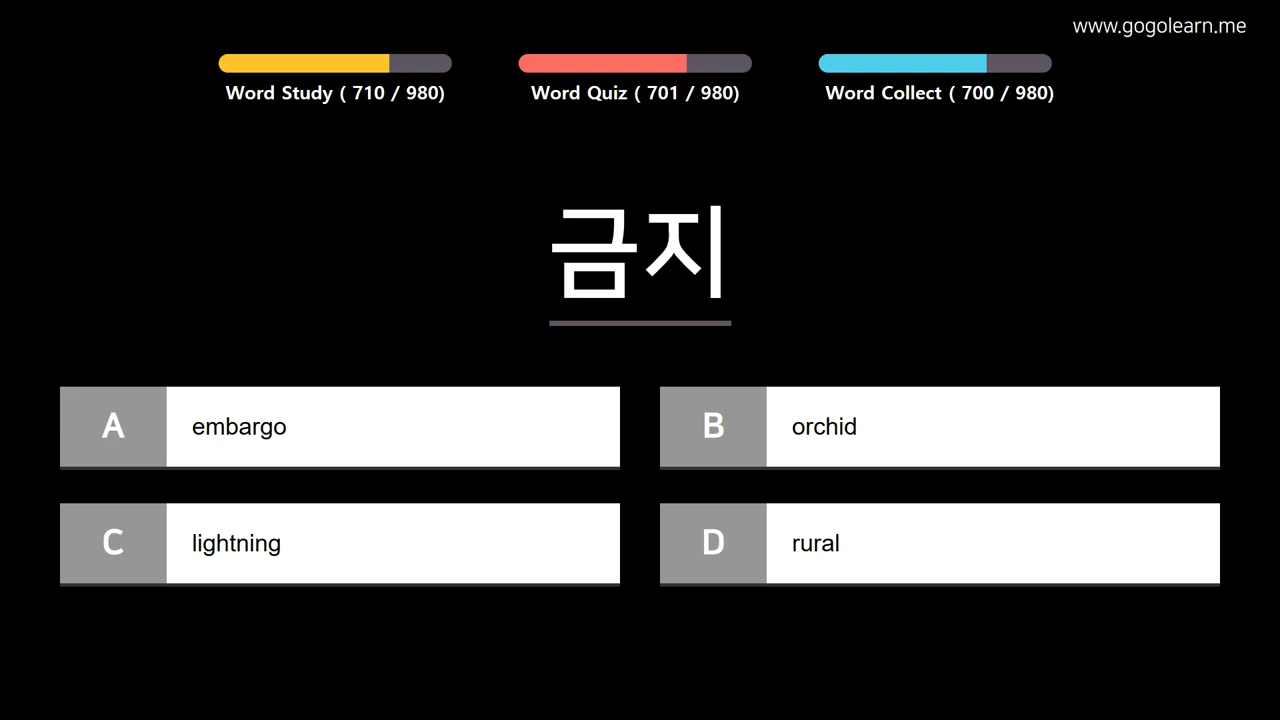 www.gogolearn.me
Word Study ( 710 / 980)
Word Quiz ( 701 / 980)
Word Collect ( 700 / 980)
금지
A embargo
B orchid
C lightning
D rural